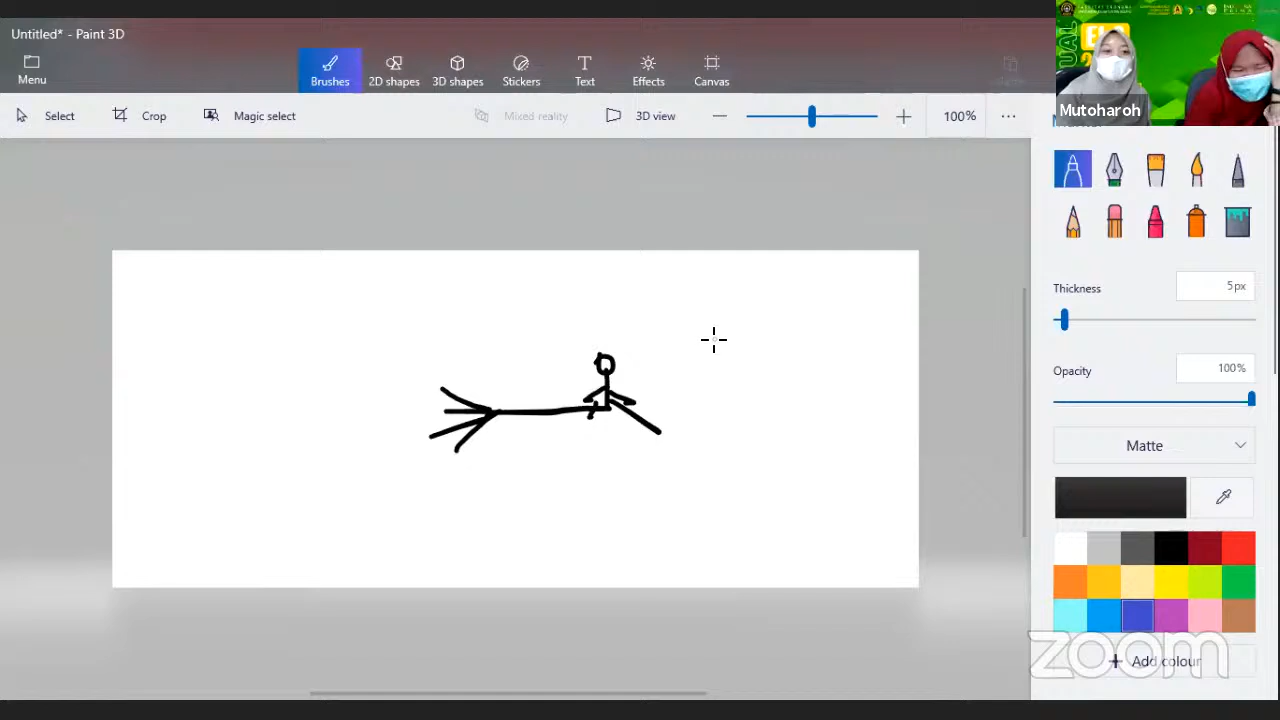 Untitled* - Paint 3D
Menu
Brushes
2D shapes
3D shapes
Stickers
Text
Effects
Canvas
Select
Crop
Magic select
Mixed reality
3D view
100%
Mutoharoh
Thickness
5px
Opacity
100%
Matte
Add colour
zoom